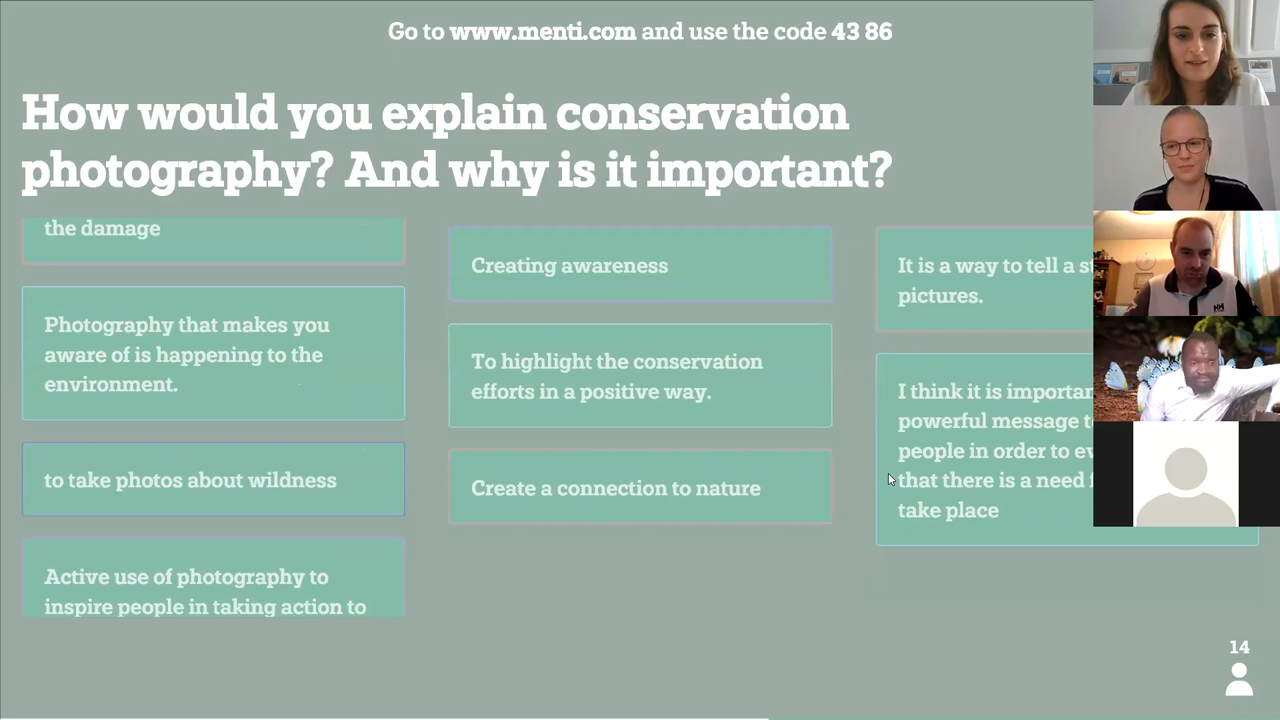 Go to www.menti.com and use the code 43 86
How would you explain conservation
photography? And why is it important?
the damage
Photography that makes you
aware of is happening to the
environment.
to take photos about wildness
Active use of photography to
inspire people in taking action to
Creating awareness
To highlight the conservation
efforts in a positive way.
Create a connection to nature
It is a way to tell a
pictures.
I think it is
powerful message
people in order to
that there is a need
take place
14